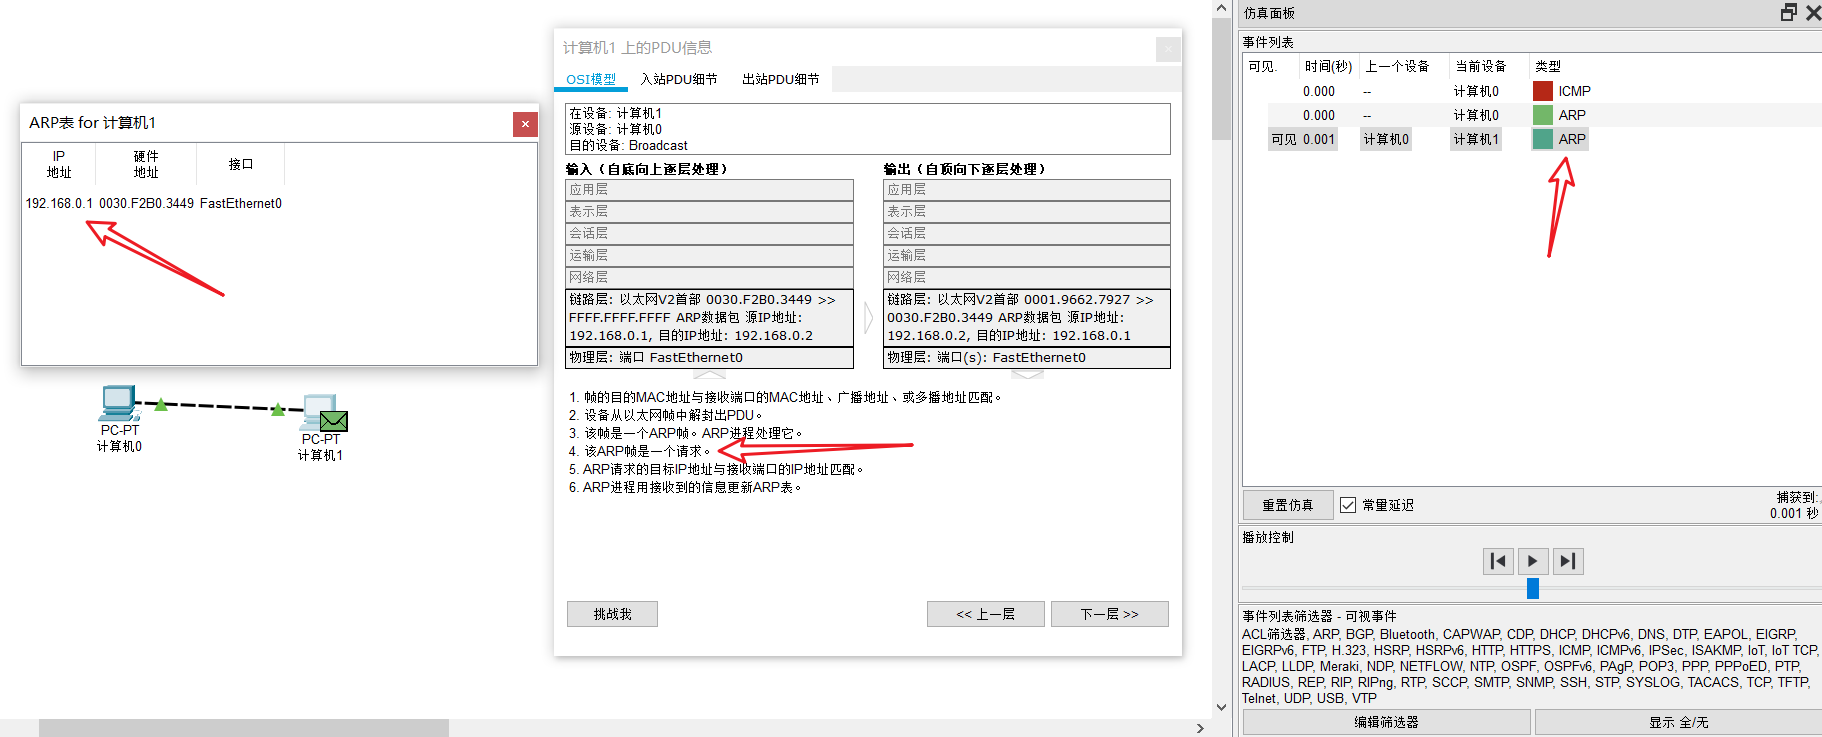 ARP表 for 计算机1
IP
地址
硬件
地址
接口
192.168.0.1 0030.F2B0.3449 FastEthernet0
PC-PT
计算机0
PC-PT
计算机1
计算机1 上的PDU信息
OSI模型 入站PDU细节 出站PDU细节
在设备: 计算机1
源设备: 计算机0
目的设备: Broadcast
输入（自底向上逐层处理）
应用层
表示层
会话层
运输层
网络层
链路层: 以太网V2首部 0030.F2B0.3449 >>
FFFF.FFFF.FFFF ARP数据包 源IP地址:
192.168.0.1, 目的IP地址: 192.168.0.2
物理层: 端口 FastEthernet0
输出（自顶向下逐层处理）
应用层
表示层
会话层
运输层
网络层
链路层: 以太网V2首部 0001.9662.7927 >>
0030.F2B0.3449 ARP数据包 源IP地址:
192.168.0.2, 目的IP地址: 192.168.0.1
物理层: 端口(s): FastEthernet0
1. 帧的目的MAC地址与接收端口的MAC地址、广播地址、或多播地址匹配。
2. 设备从以太网帧中解封出PDU。
3. 该帧是一个ARP帧。ARP进程处理它。
4. 该ARP帧是一个请求。
5. ARP请求的目标IP地址与接收端口的IP地址匹配。
6. ARP进程用接收到的信息更新ARP表。
挑战我
<< 上一层
下一层 >>
仿真面板
事件列表
可见. 时间(秒) 上一个设备 当前设备 类型
0.000 -- 计算机0 ICMP
0.000 -- 计算机0 ARP
可见 0.001 计算机0 计算机1 ARP
重置仿真
常量延迟
捕获到:
0.001 秒
播放控制
事件列表筛选器 - 可视事件
ACL筛选器, ARP, BGP, Bluetooth, CAPWAP, CDP, DHCP, DHCPv6, DNS, DTP, EAPOL, EIGRP,
EIGRPv6, FTP, H.323, HSRP, HSRPv6, HTTP, HTTPS, ICMP, ICMPv6, IPSec, ISAKMP, IoT, IoT TCP,
LACP, LLDP, Meraki, NDP, NETFLOW, NTP, OSPF, OSPFv6, PAgP, POP3, PPP, PPPoED, PTP,
RADIUS, REP, RIP, RIPng, RTP, SCCP, SMTP, SNMP, SSH, STP, SYSLOG, TACACS, TCP, TFTP,
Telnet, UDP, USB, VTP
编辑筛选器
显示 全/无